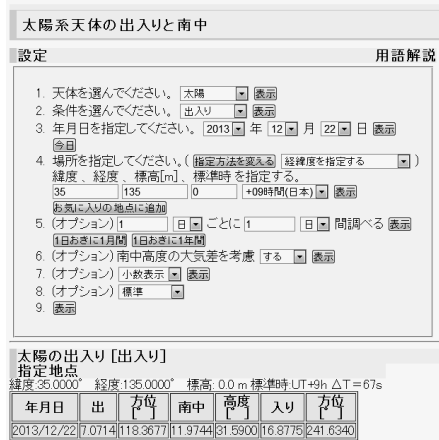 太陽系天体の出入りと南中
設定 用語解説
1. 天体を選んでください。 太陽 表示
2. 条件を選んでください。 出入り 表示
3. 年月日を指定してください。 2013 年 12 月 22 日 表示
今日
4. 場所を指定してください。( 指定方法を変える 経緯度を指定する )
緯度、経度、標高[m]、標準時を指定する。
35 135 0 +09時間(日本) 表示
お気に入りの地点に追加
5. (オプション) 1 日 ごとに 1 日 間調べる 表示
1日おきに1月間 1日おきに1年間
6. (オプション) 南中高度の大気差を考慮 する 表示
7. (オプション) 小数表示 表示
8. (オプション) 標準
9. 表示
太陽の出入り [出入り]
指定地点
緯度:35.0000° 経度:135.0000° 標高: 0.0 m 標準時:UT+9h ΔT=67s
年月日 出 方位[°] 南中 高度[°] 入り 方位[°]
2013/12/22 7.0714 118.3677 11.9744 31.5900 16.8775 241.6340